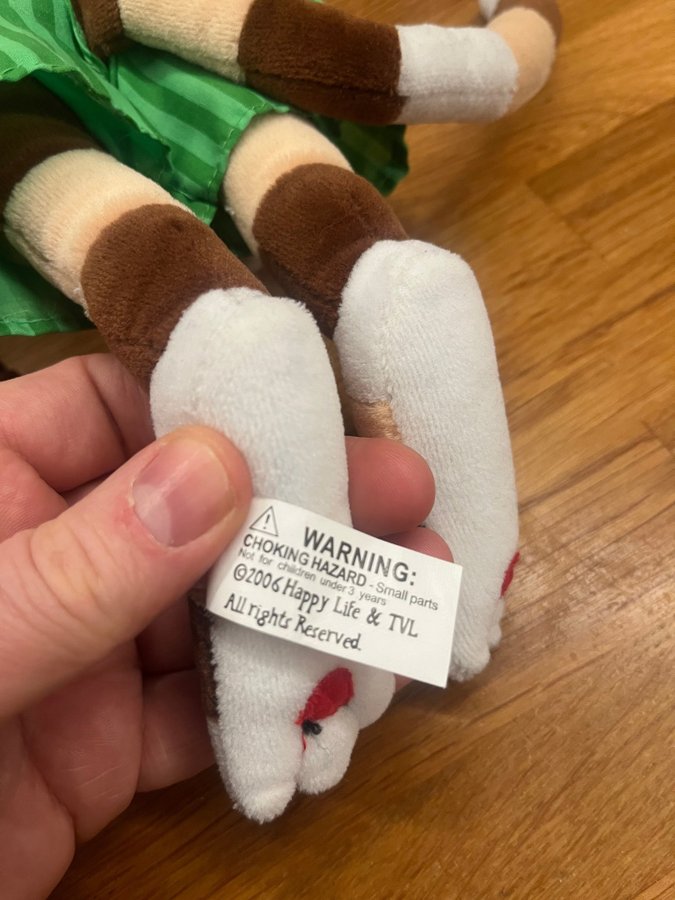 WARNING:
CHOKING HAZARD - Small parts
Not for children under 3 years
©2006 Happy Life & TVL
All rights Reserved.